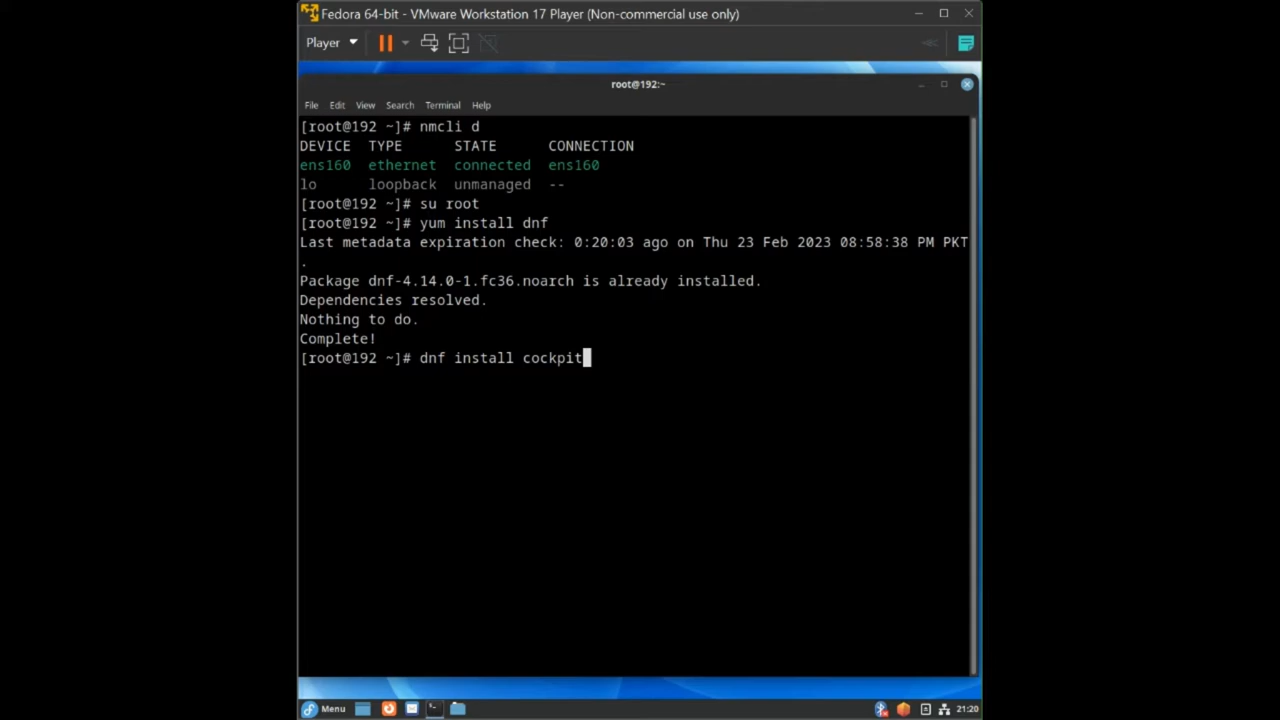 Fedora 64-bit - VMware Workstation 17 Player (Non-commercial use only)
Player
root@192:~
File Edit View Search Terminal Help
[root@192 ~]# nmcli d
DEVICE TYPE STATE CONNECTION
ens160 ethernet connected ens160
lo loopback unmanaged --
[root@192 ~]# su root
[root@192 ~]# yum install dnf
Last metadata expiration check: 0:20:03 ago on Thu 23 Feb 2023 08:58:38 PM PKT
.
Package dnf-4.14.0-1.fc36.noarch is already installed.
Dependencies resolved.
Nothing to do.
Complete!
[root@192 ~]# dnf install cockpit
Menu 21:20